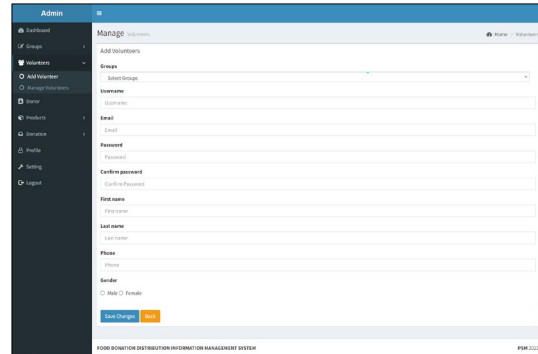 Admin
Dashboard
Groups
Volunteers
Add Volunteer
Manage Volunteers
Donor
Products
Donation
Profile
Setting
Logout
Manage Volunteers
Home > Volunteers
Add Volunteers
Groups
Select Groups
Username
Username
Email
Email
Password
Password
Confirm password
Confirm Password
First name
First name
Last name
Last name
Phone
Phone
Gender
Male Female
Save Changes Back
FOOD DONATION DISTRIBUTION INFORMATION MANAGEMENT SYSTEM
PSM